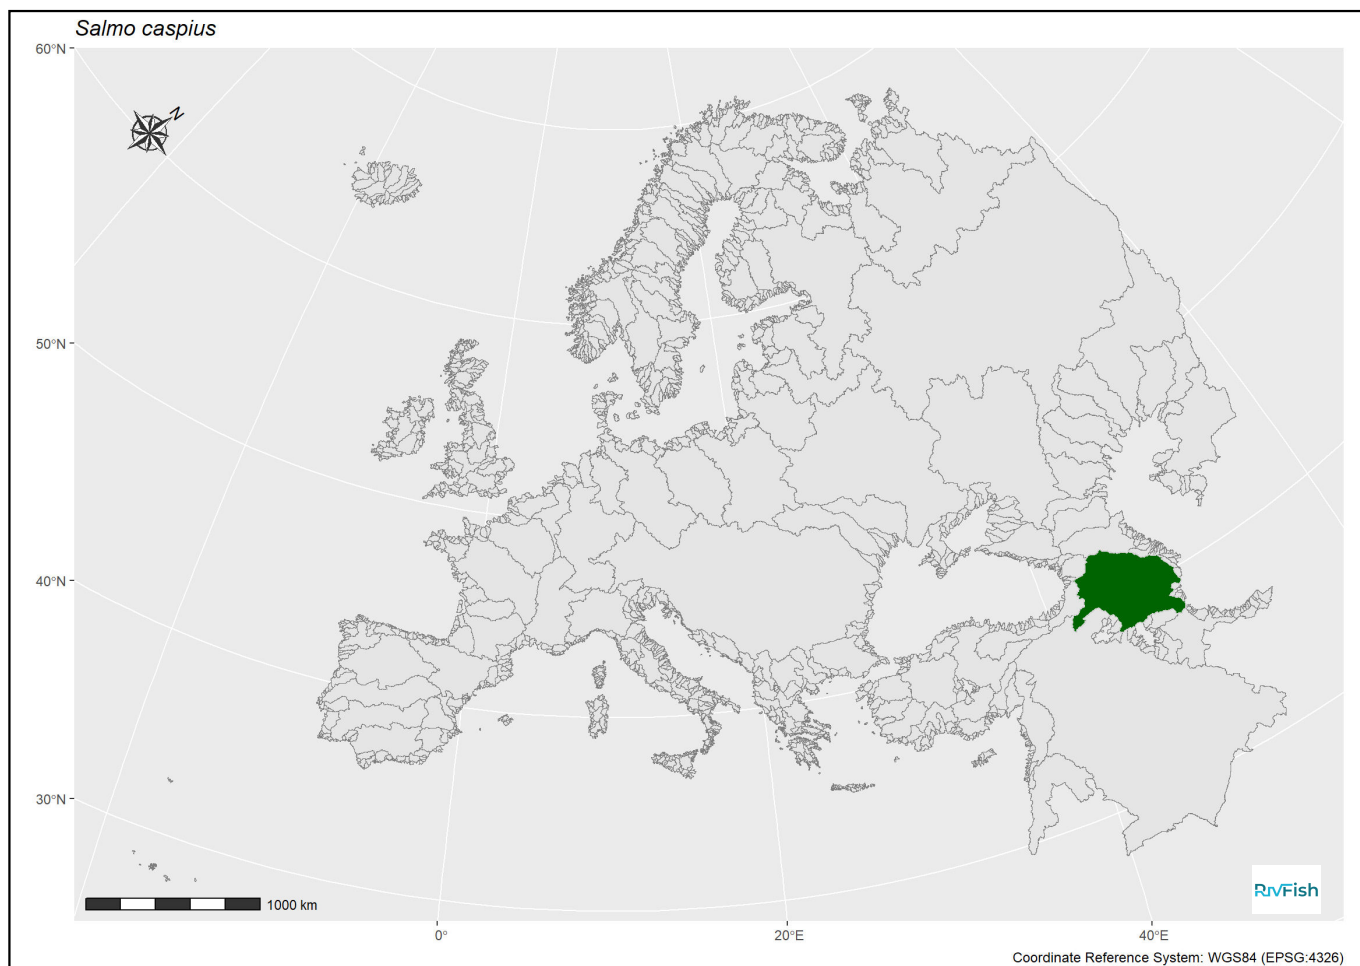 Salmo caspius
60°N
N
50°N
40°N
30°N
1000 km
RIVFish
0°
20°E
40°E
Coordinate Reference System: WGS84 (EPSG:4326)